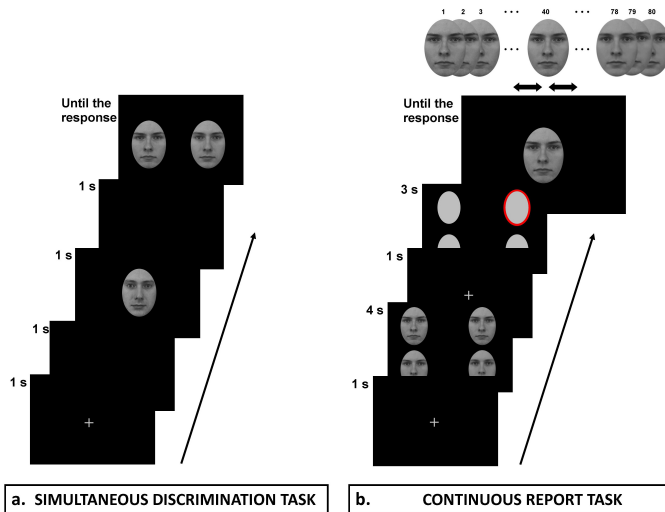 1 2 3 ... 40 ... 78 79 80
... ...
Until the
response
1 s
1 s
1 s
1 s
a. SIMULTANEOUS DISCRIMINATION TASK
Until the
response
3 s
1 s
4 s
1 s
b. CONTINUOUS REPORT TASK